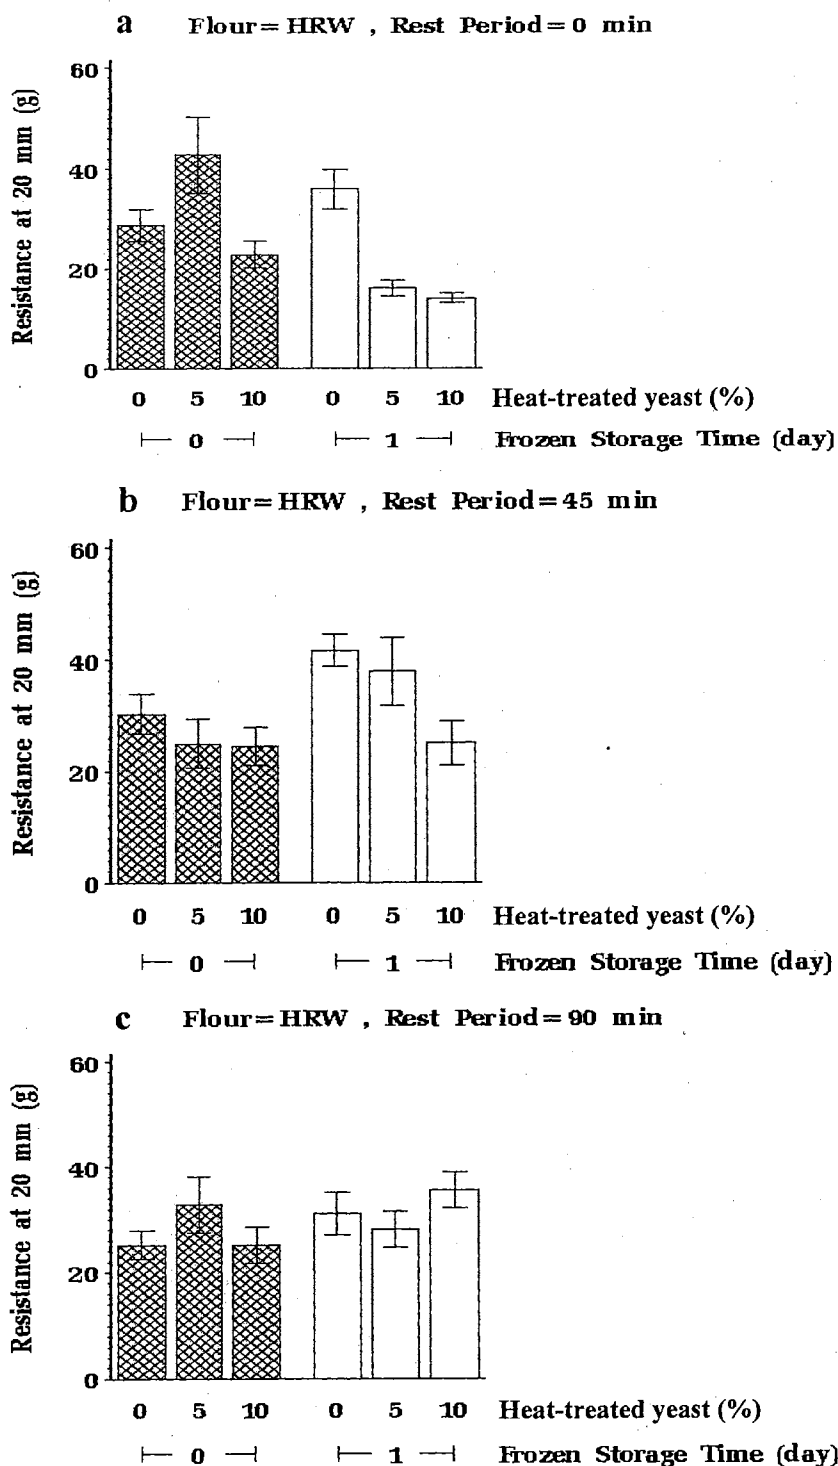 a Flour=HRW , Rest Period=0 min
Resistance at 20 mm (g)
60
40
20
0
0 5 10 0 5 10 Heat-treated yeast (%)
0 1 Frozen Storage Time (day)
b Flour=HRW , Rest Period=45 min
Resistance at 20 mm (g)
60
40
20
0
0 5 10 0 5 10 Heat-treated yeast (%)
0 1 Frozen Storage Time (day)
c Flour=HRW , Rest Period=90 min
Resistance at 20 mm (g)
60
40
20
0
0 5 10 0 5 10 Heat-treated yeast (%)
0 1 Frozen Storage Time (day)